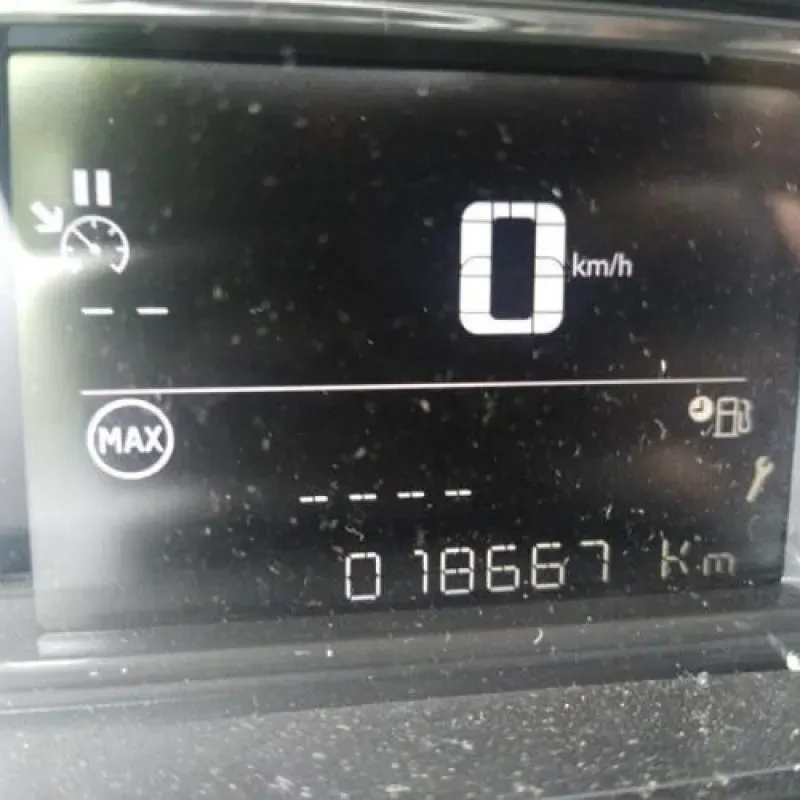 0 km/h
-- --
MAX
-- -- -- --
018667 Km